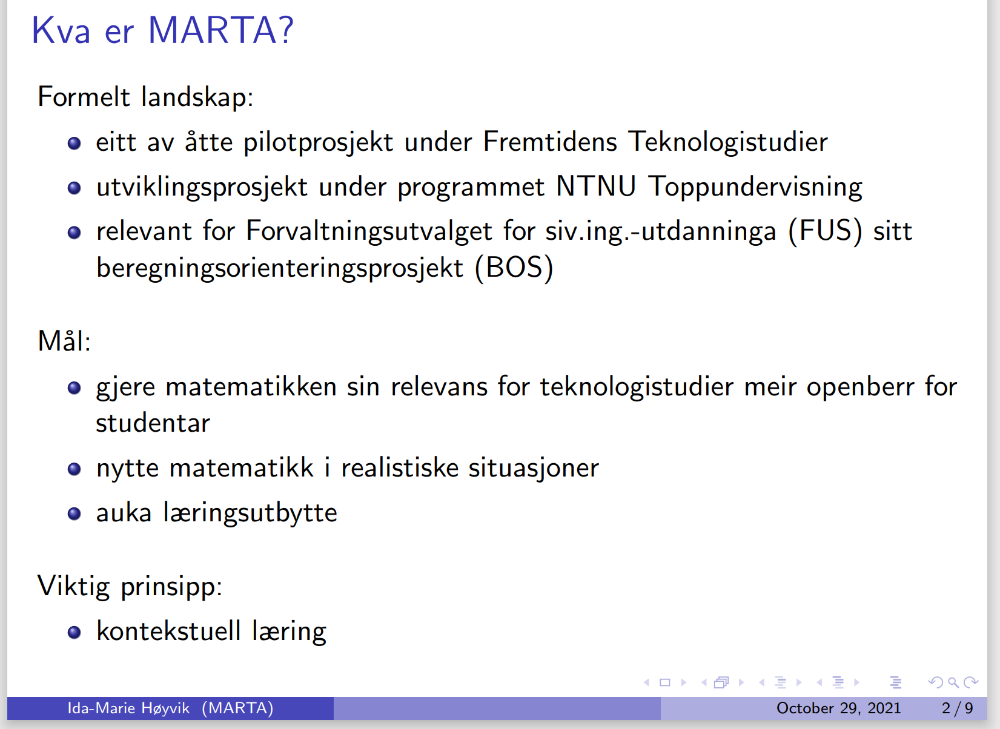 Kva er MARTA?
Formelt landskap:
eitt av åtte pilotprosjekt under Fremtidens Teknologistudier
utviklingsprosjekt under programmet NTNU Toppundervisning
relevant for Forvaltningsutvalget for siv.ing.-utdanninga (FUS) sitt
beregningsorienteringsprosjekt (BOS)
Mål:
gjere matematikken sin relevans for teknologistudier meir openberr for
studentar
nytte matematikk i realistiske situasjoner
auka læringsutbytte
Viktig prinsipp:
kontekstuell læring
Ida-Marie Høyvik (MARTA) October 29, 2021 2 / 9